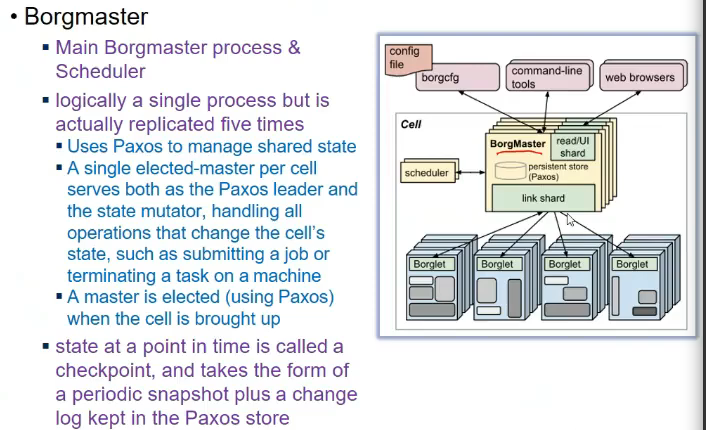 • Borgmaster
▪ Main Borgmaster process &
Scheduler
▪ logically a single process but is
actually replicated five times
▪ Uses Paxos to manage shared state
▪ A single elected-master per cell
serves both as the Paxos leader and
the state mutator, handling all
operations that change the cell's
state, such as submitting a job or
terminating a task on a machine
▪ A master is elected (using Paxos)
when the cell is brought up
▪ state at a point in time is called a
checkpoint, and takes the form of
a periodic snapshot plus a change
log kept in the Paxos store
config
file
borgcfg
command-line
tools
web browsers
Cell
BorgMaster
read/UI
shard
persistent store
(Paxos)
scheduler
link shard
Borglet
Borglet
Borglet
Borglet